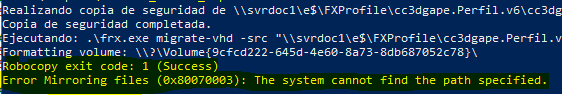 Realizando copia de seguridad de \\svrdoc1\e$\FXProfile\cc3dgape.Perfil.v6\cc3dg
Copia de seguridad completada.
Ejecutando: .\frx.exe migrate-vhd -src "\\svrdoc1\e$\FXProfile\cc3dgape.Perfil.v
Formatting volume: \\?\Volume{9cfcd222-645d-4e60-8a73-8db687052c78}\
Robocopy exit code: 1 (Success)
Error Mirroring files (0x80070003): The system cannot find the path specified.